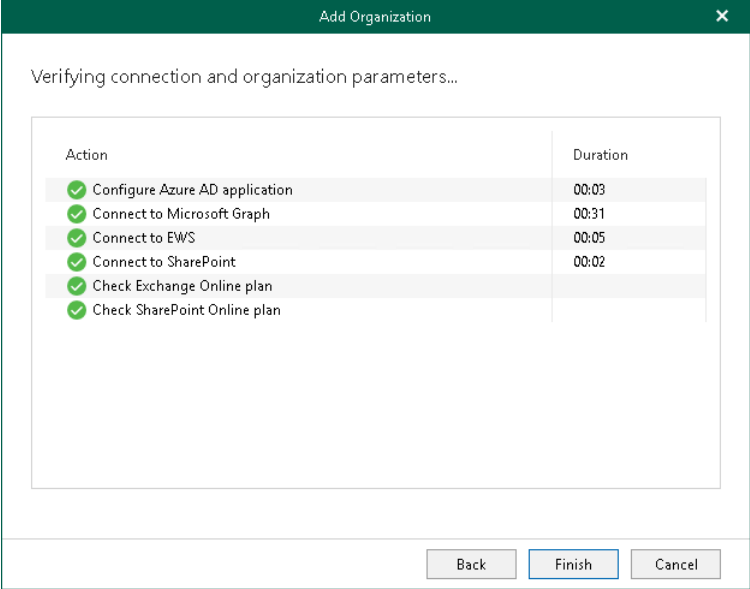 Add Organization
Verifying connection and organization parameters...
Action Duration
Configure Azure AD application 00:03
Connect to Microsoft Graph 00:31
Connect to EWS 00:05
Connect to SharePoint 00:02
Check Exchange Online plan
Check SharePoint Online plan
Back Finish Cancel